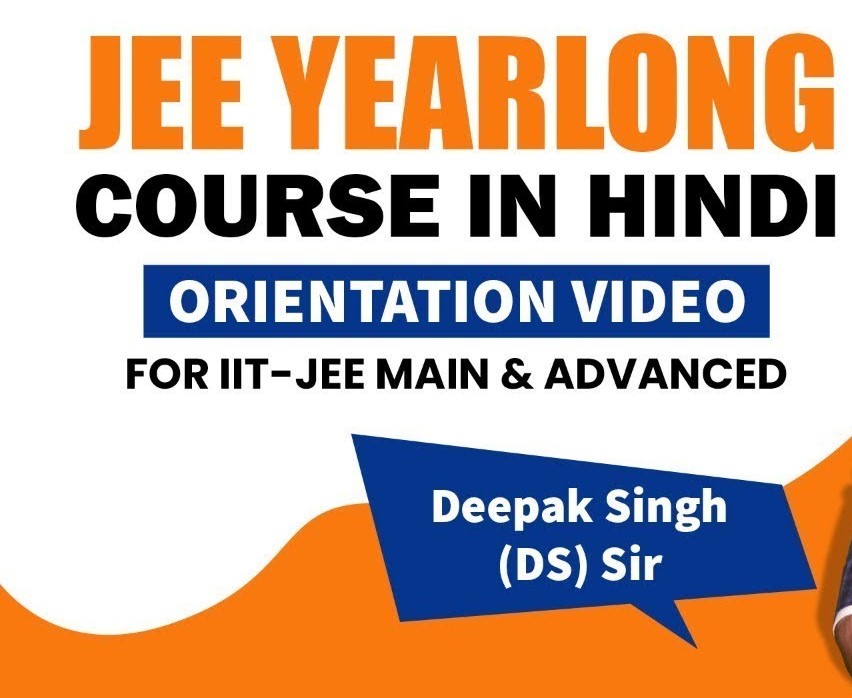 JEE YEARLONG
COURSE IN HINDI
ORIENTATION VIDEO
FOR IIT-JEE MAIN & ADVANCED
Deepak Singh
(DS) Sir